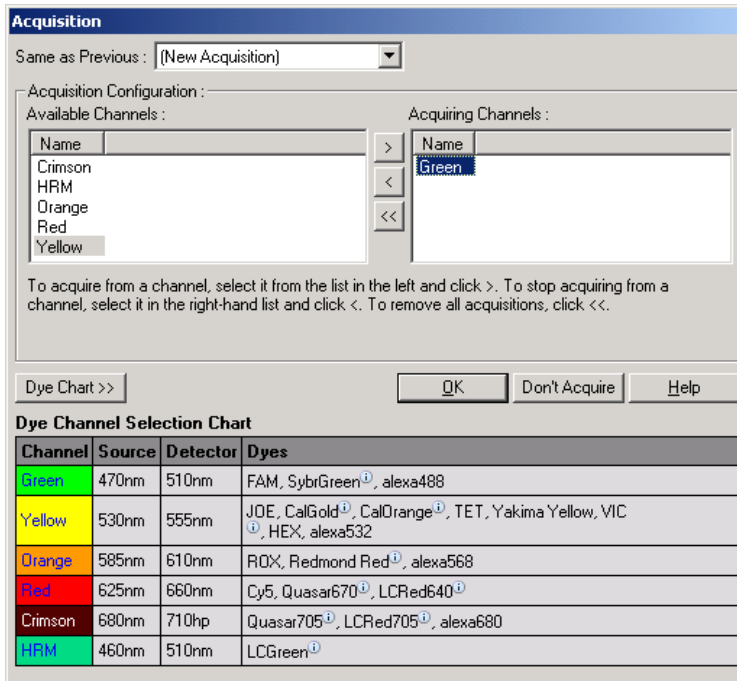 Acquisition
Same as Previous : (New Acquisition)
Acquisition Configuration :
Available Channels :
Acquiring Channels :
Name
Crimson
HRM
Orange
Red
Yellow
>
<
<<
Name
Green
To acquire from a channel, select it from the list in the left and click >. To stop acquiring from a
channel, select it in the right-hand list and click <. To remove all acquisitions, click <<.
Dye Chart >>
OK
Don't Acquire
Help
Dye Channel Selection Chart
Channel Source Detector Dyes
Green 470nm 510nm FAM, SybrGreen ⓘ, alexa488
Yellow 530nm 555nm JOE, CalGold ⓘ, CalOrange ⓘ, TET, Yakima Yellow, VIC
ⓘ, HEX, alexa532
Orange 585nm 610nm ROX, Redmond Red ⓘ, alexa568
Red 625nm 660nm Cy5, Quasar670 ⓘ, LCRed640 ⓘ
Crimson 680nm 710hp Quasar705 ⓘ, LCRed705 ⓘ, alexa680
HRM 460nm 510nm LCGreen ⓘ